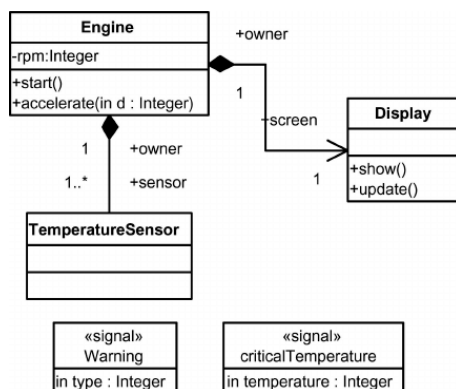 Engine
-rpm:Integer
+start()
+accelerate(in d : Integer)
+owner
1
-screen
1
Display
+show()
+update()
1 +owner
1..* +sensor
TemperatureSensor
«signal»
Warning
in type : Integer
«signal»
criticalTemperature
in temperature : Integer